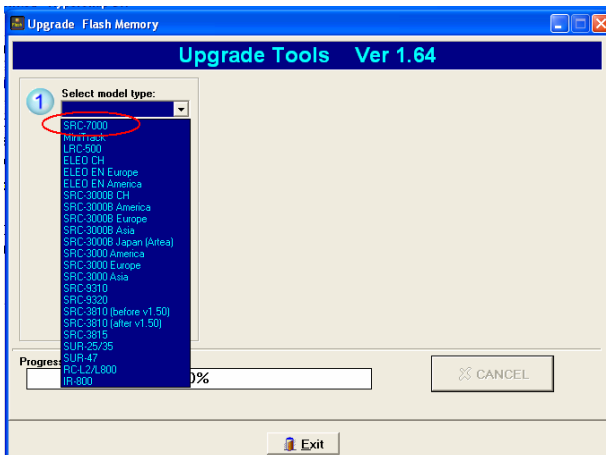 Upgrade Flash Memory
Upgrade Tools Ver 1.64
1
Select model type:
SRC-7000
MiniTrack
LRC-500
ELEO CH
ELEO EN Europe
ELEO EN America
SRC-3000B CH
SRC-3000B America
SRC-3000B Europe
SRC-3000B Asia
SRC-3000B Japan (Artea)
SRC-3000 America
SRC-3000 Europe
SRC-3000 Asia
SRC-9310
SRC-9320
SRC-3810 (before v1.50)
SRC-3810 (after v1.50)
SRC-3815
SUR-25/35
SUR-47
RC-L2/L800
IR-800
Progres
0%
CANCEL
Exit